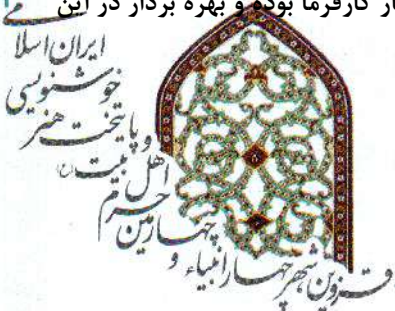 ار کارفرما بوده و بهره بردار در این
قزوین شهر چهار انبیاء و
چهارمین حرم
اهل بیت (ع)
و پایتخت هنر
خوشنویسی
ایران اسلامی